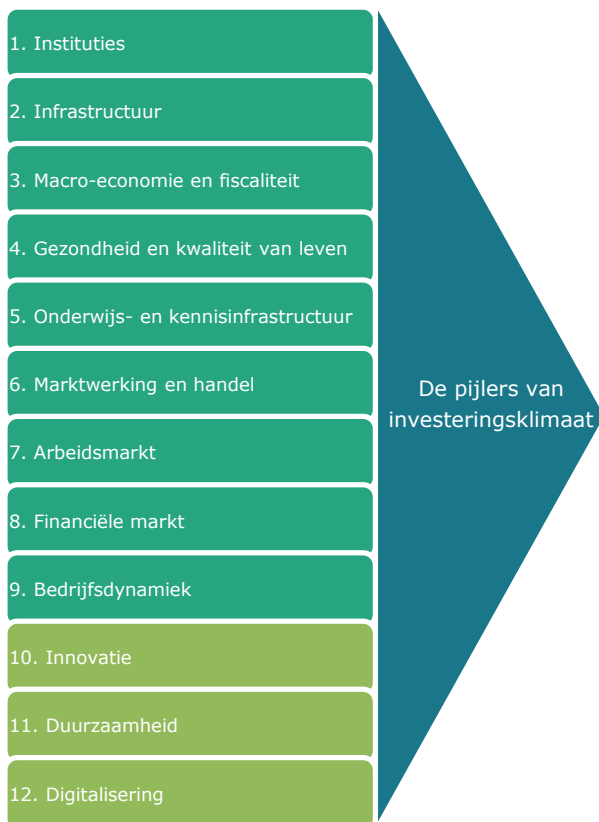 1. Instituties
2. Infrastructuur
3. Macro-economie en fiscaliteit
4. Gezondheid en kwaliteit van leven
5. Onderwijs- en kennisinfrastructuur
6. Marktwerking en handel
7. Arbeidsmarkt
8. Financiële markt
9. Bedrijfsdynamiek
10. Innovatie
11. Duurzaamheid
12. Digitalisering
De pijlers van
investeringsklimaat